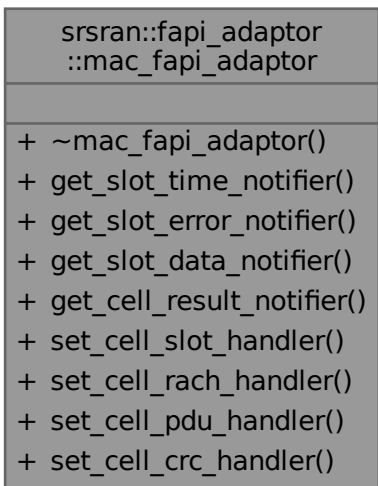 srsran::fapi_adaptor
::mac_fapi_adaptor
+ ~mac_fapi_adaptor()
+ get_slot_time_notifier()
+ get_slot_error_notifier()
+ get_slot_data_notifier()
+ get_cell_result_notifier()
+ set_cell_slot_handler()
+ set_cell_rach_handler()
+ set_cell_pdu_handler()
+ set_cell_crc_handler()